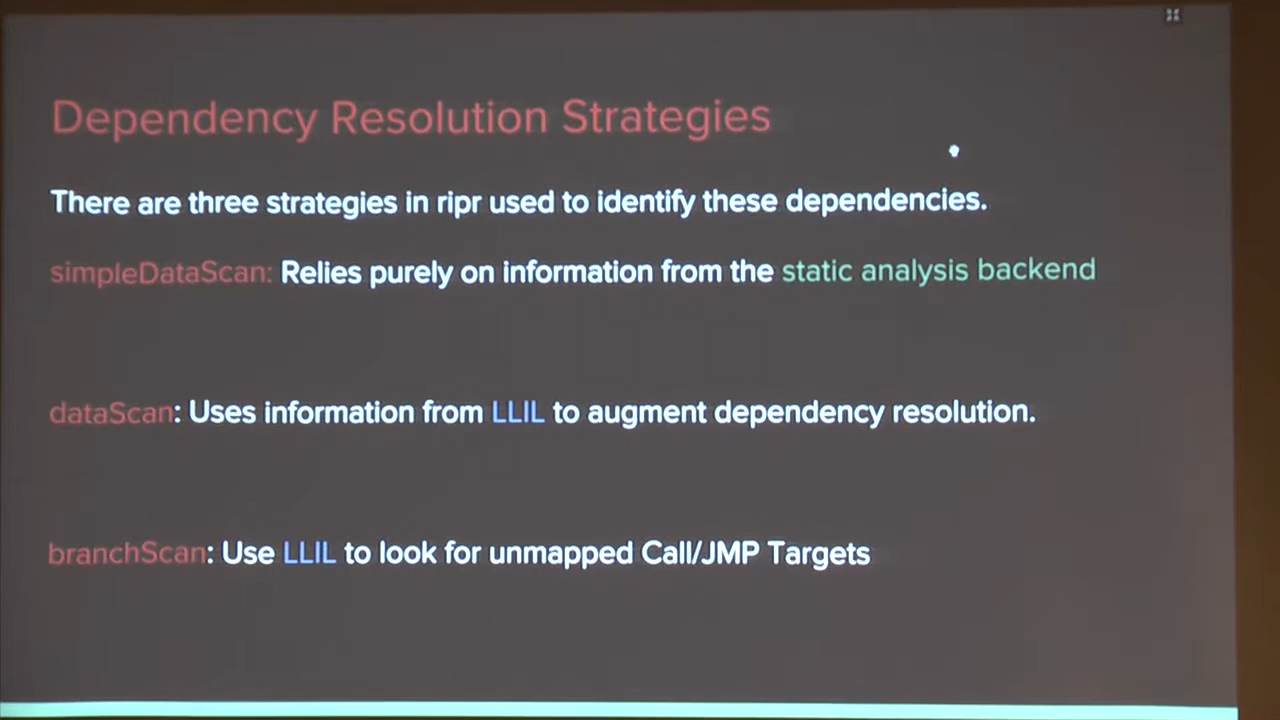 Dependency Resolution Strategies
There are three strategies in ripr used to identify these dependencies.
simpleDataScan: Relies purely on information from the static analysis backend
dataScan: Uses information from LLIL to augment dependency resolution.
branchScan: Use LLIL to look for unmapped Call/JMP Targets